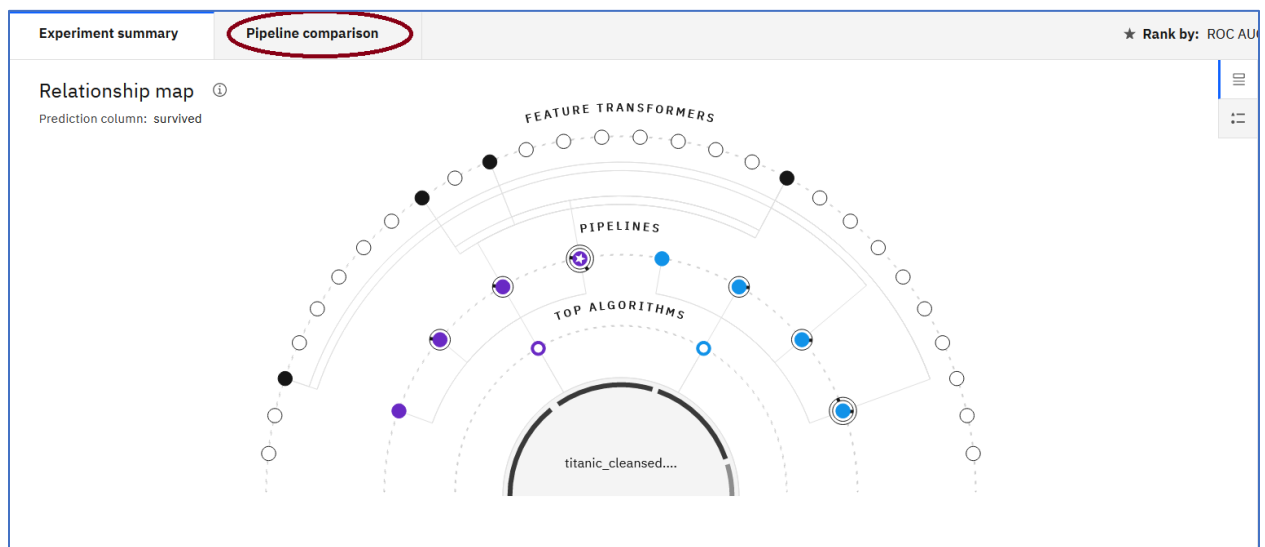 Experiment summary
Pipeline comparison
★ Rank by: ROC AU
Relationship map
Prediction column: survived
FEATURE TRANSFORMERS
PIPELINES
TOP ALGORITHMS
titanic_cleansed....